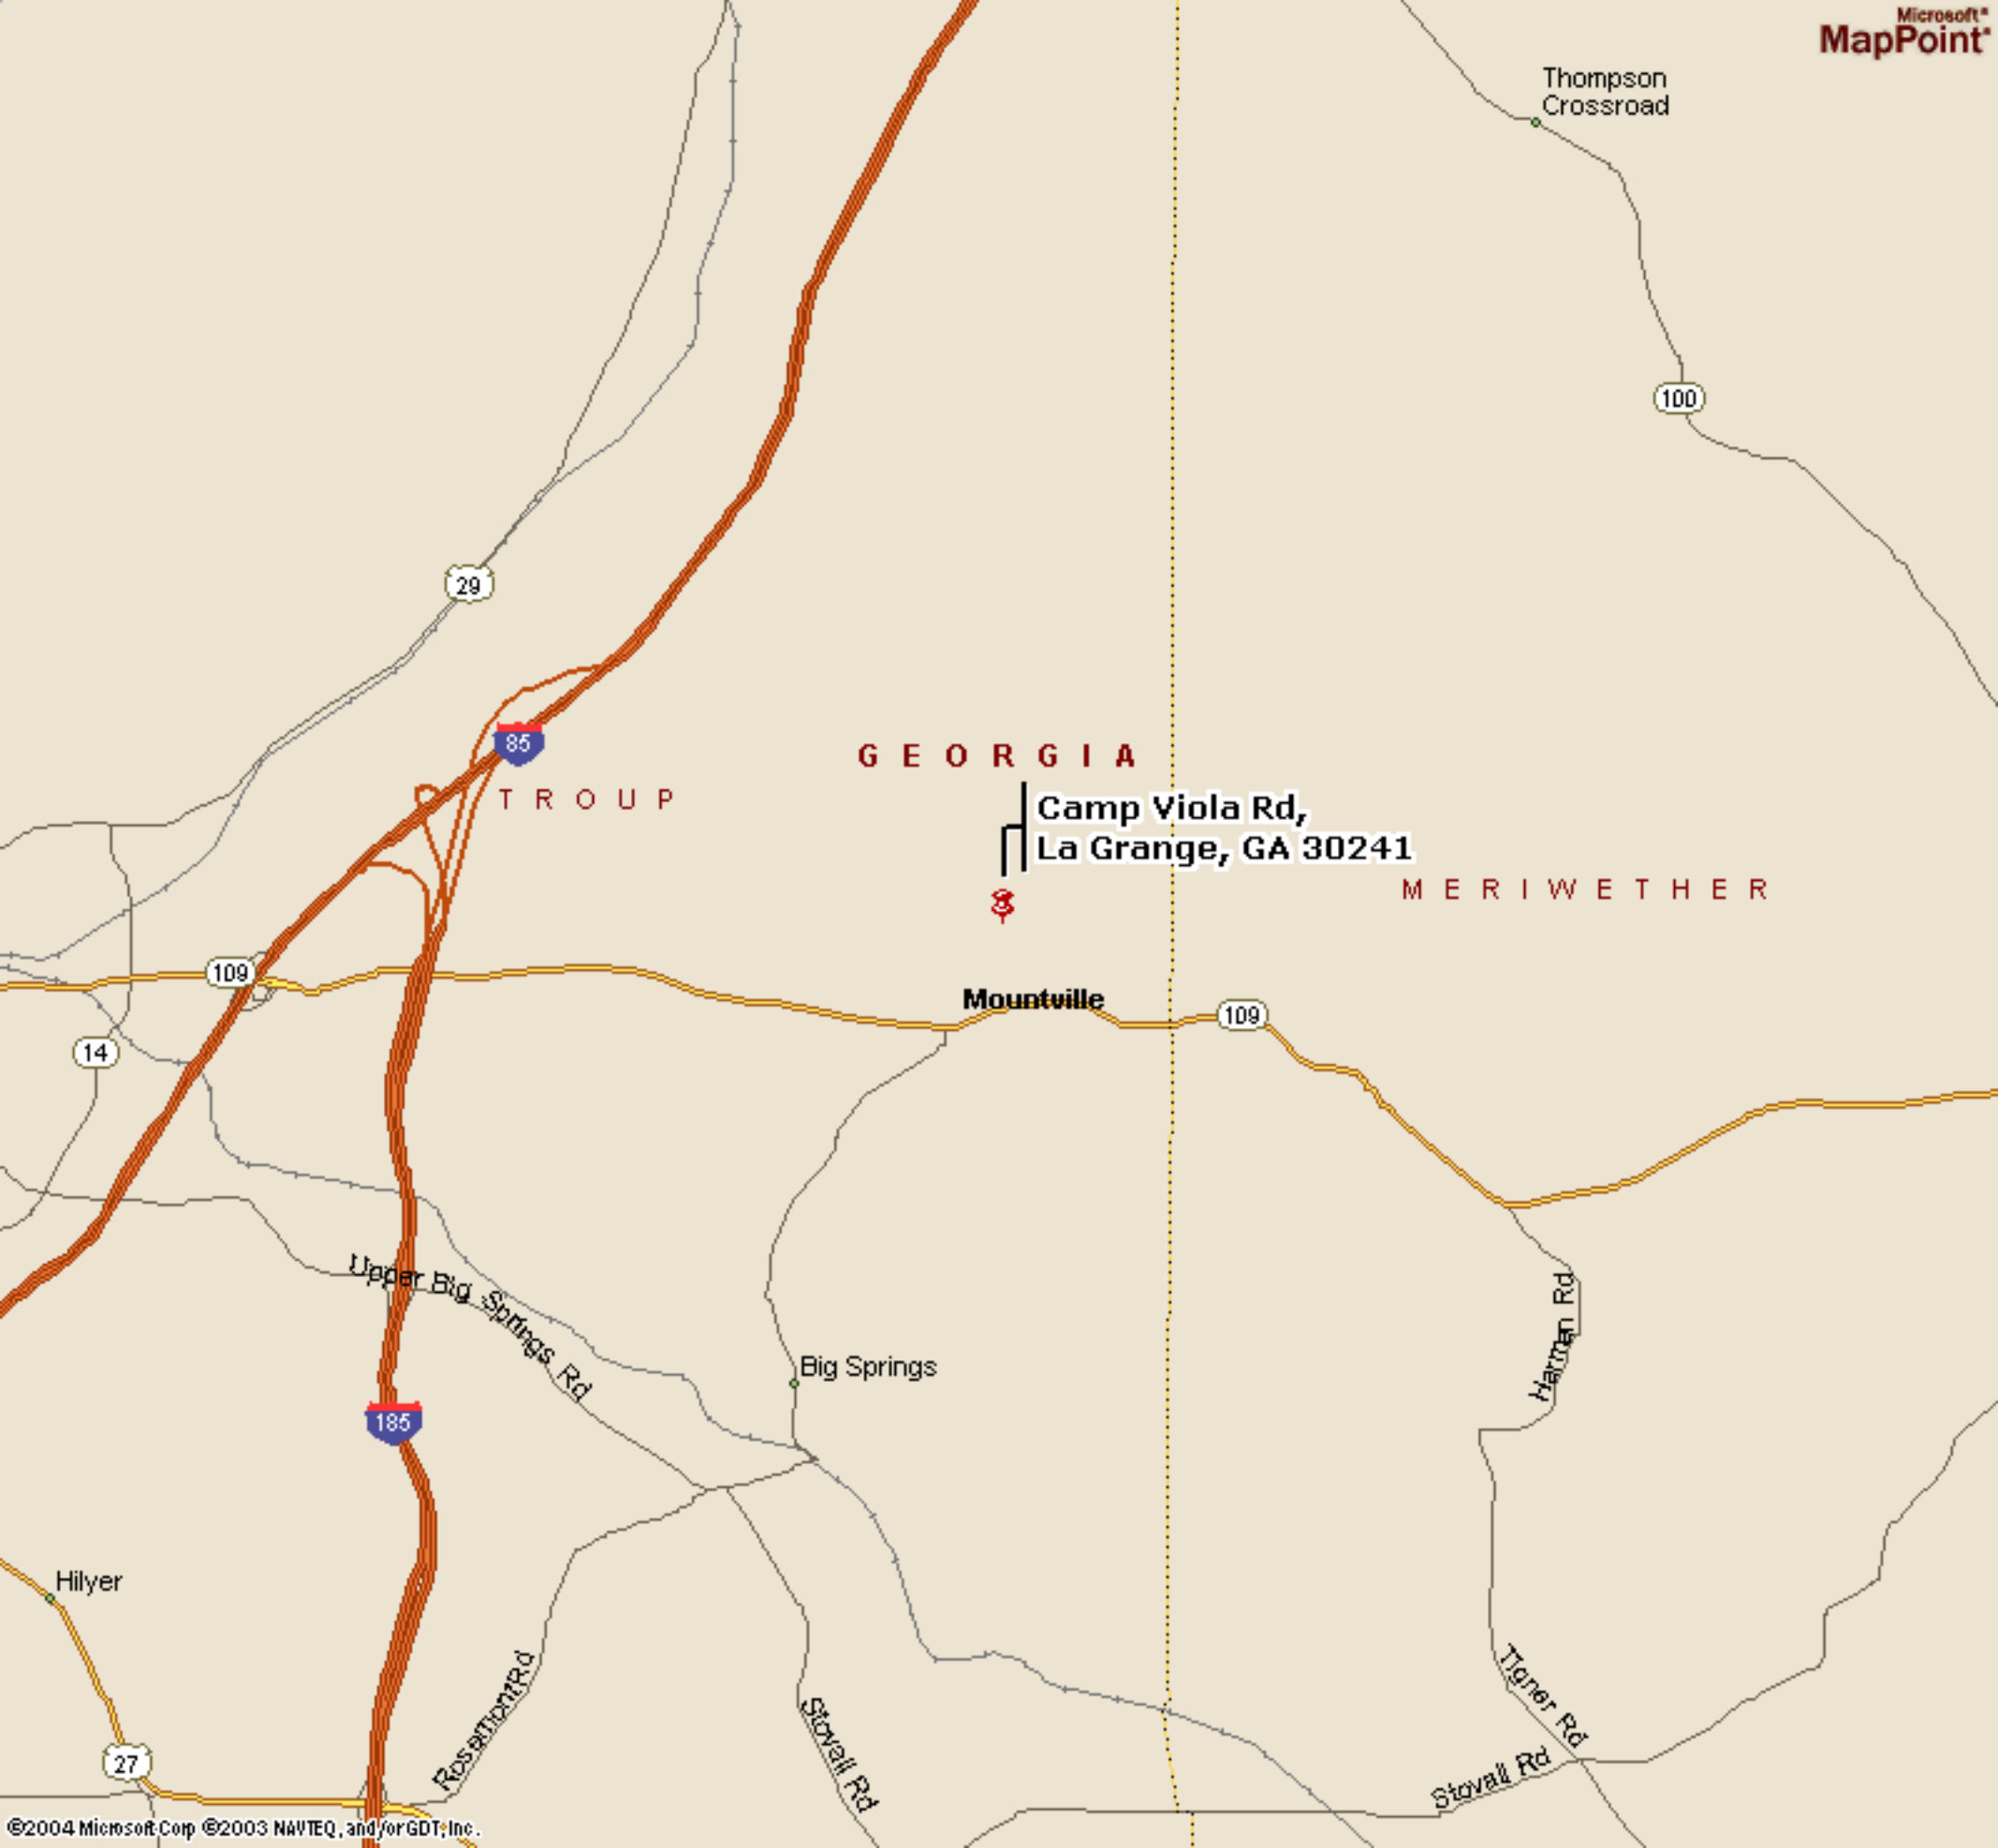 Microsoft®
MapPoint®
Thompson
Crossroad
100
29
85
GEORGIA
TROUP
Camp Viola Rd,
La Grange, GA 30241
MERIWETHER
109
Mountville
109
14
Upper Big Springs Rd
Harman Rd
Big Springs
185
Hilyer
Rosemont Rd
Tigner Rd
Stovall Rd
Stovall Rd
27
©2004 Microsoft Corp ©2003 NAVTEQ, and/or GDT, Inc.